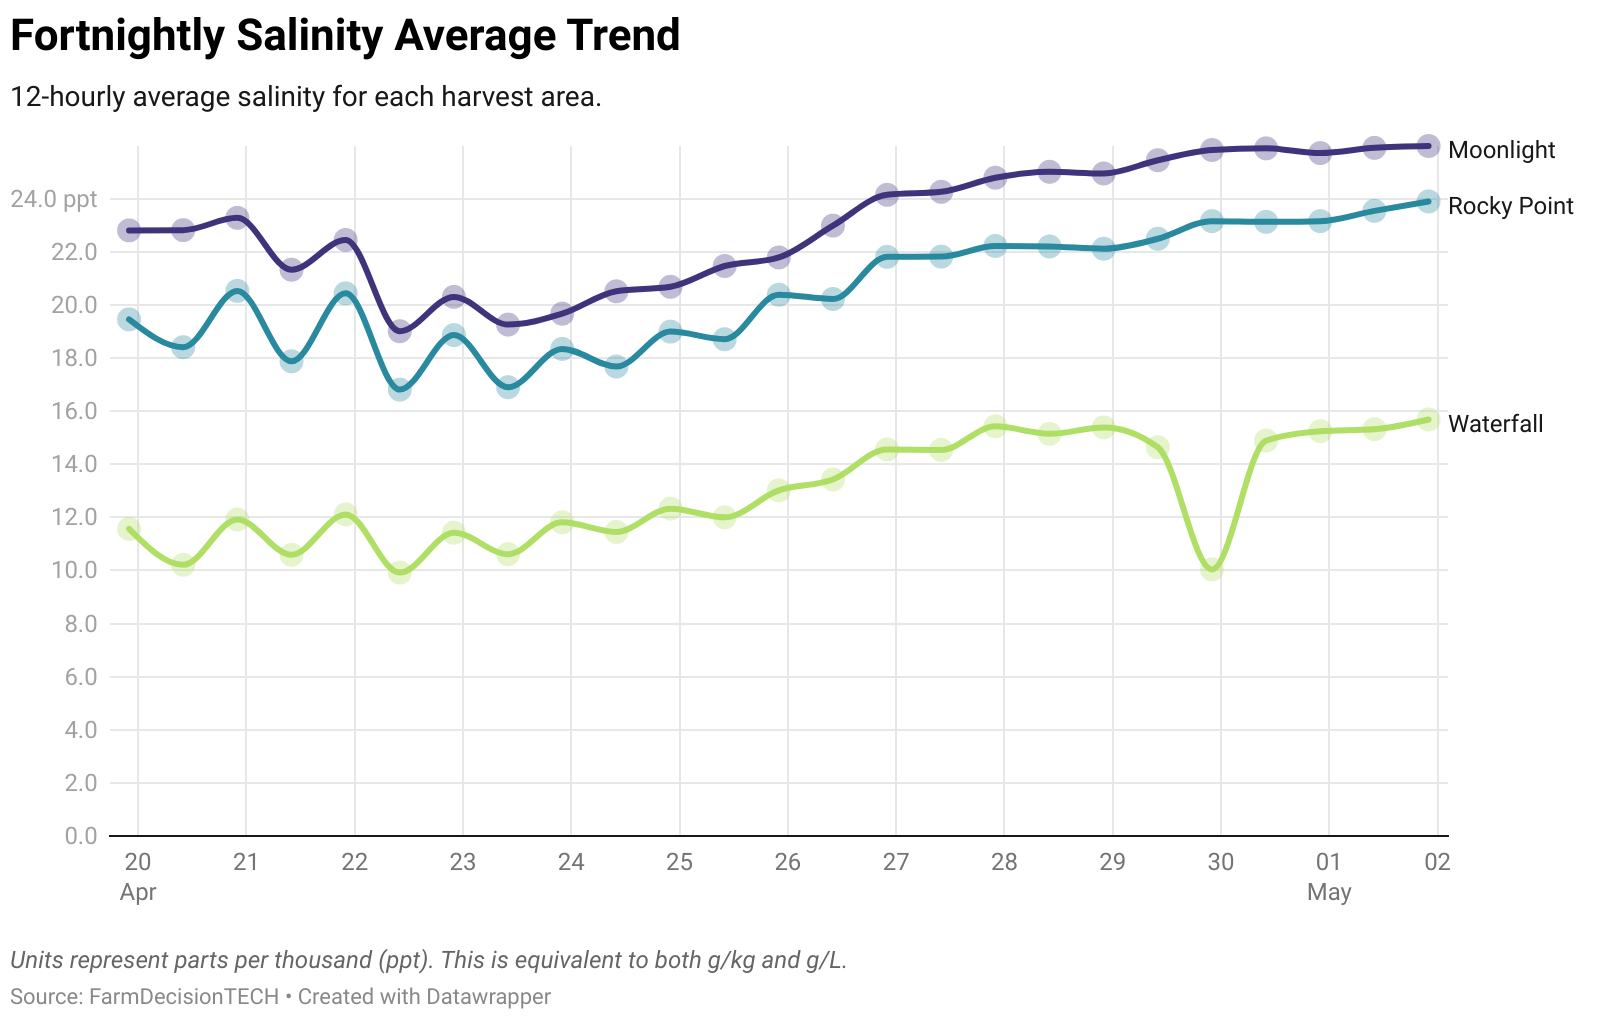 Fortnightly Salinity Average Trend
12-hourly average salinity for each harvest area.
Moonlight
24.0 ppt
Rocky Point
22.0
20.0
18.0
16.0
Waterfall
14.0
12.0
10.0
8.0
6.0
4.0
2.0
0.0
20 21 22 23 24 25 26 27 28 29 30 01 02
Apr May
Units represent parts per thousand (ppt). This is equivalent to both g/kg and g/L.
Source: FarmDecisionTECH • Created with Datawrapper